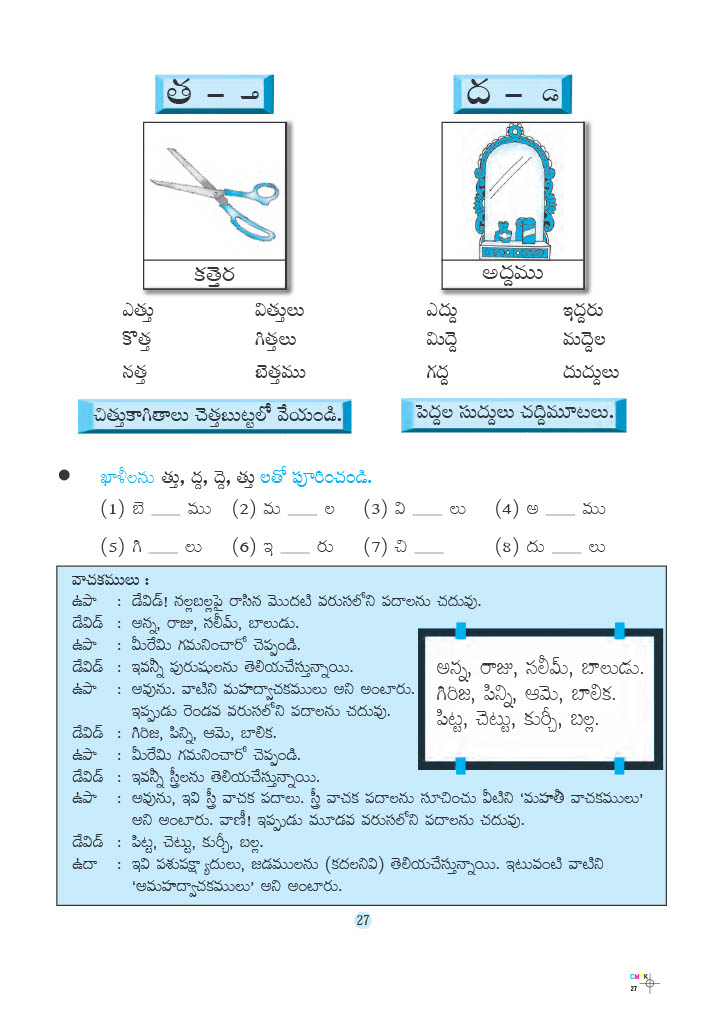 త – ్త
ద – ్ద
కత్తెర
అద్దము
ఎత్తు విత్తులు
కొత్త గిత్తలు
నత్త బెత్తము
ఎద్దు ఇద్దరు
మిద్దె మద్దెల
గద్ద దుద్దులు
చిత్తుకాగితాలు చెత్తబుట్టలో వేయండి.
పెద్దల సుద్దులు చద్దిమూటలు.
● ఖాళీలను త్తు, ద్ద, ద్దె, త్తు లతో పూరించండి.
(1) బె ___ ము (2) మ ___ ల (3) వి ___ లు (4) అ ___ ము
(5) గి ___ లు (6) ఇ ___ రు (7) చి ___ (8) దు ___ లు
వాచకములు :
ఉపా : డేవిడ్! నల్లబల్లపై రాసిన మొదటి వరుసలోని పదాలను చదువు.
డేవిడ్ : అన్న, రాజు, సలీమ్, బాలుడు.
ఉపా : మీరేమి గమనించారో చెప్పండి.
డేవిడ్ : ఇవన్నీ పురుషులను తెలియచేస్తున్నాయి.
ఉపా : అవును. వాటిని మహద్వాచకములు అని అంటారు.
ఇప్పుడు రెండవ వరుసలోని పదాలను చదువు.
డేవిడ్ : గిరిజ, పిన్ని, ఆమె, బాలిక.
ఉపా : మీరేమి గమనించారో చెప్పండి.
డేవిడ్ : ఇవన్నీ స్త్రీలను తెలియచేస్తున్నాయి.
ఉపా : అవును, ఇవి స్త్రీ వాచక పదాలు. స్త్రీ వాచక పదాలను సూచించు వీటిని ‘మహతీ వాచకములు’
అని అంటారు. వాణీ! ఇప్పుడు మూడవ వరుసలోని పదాలను చదువు.
డేవిడ్ : పిట్ట, చెట్టు, కుర్చీ, బల్ల.
ఉదా : ఇవి పశుపక్ష్యాదులు, జడములను (కదలనివి) తెలియచేస్తున్నాయి. ఇటువంటి వాటిని
‘అమహద్వాచకములు’ అని అంటారు.
అన్న, రాజు, సలీమ్, బాలుడు.
గిరిజ, పిన్ని, ఆమె, బాలిక.
పిట్ట, చెట్టు, కుర్చీ, బల్ల.
27
CMYK
27